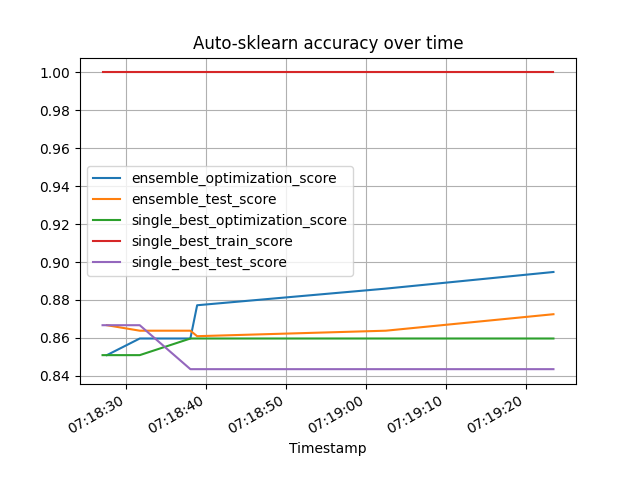 Auto-sklearn accuracy over time
1.00
0.98
0.96
0.94
0.92
0.90
0.88
0.86
0.84
ensemble_optimization_score
ensemble_test_score
single_best_optimization_score
single_best_train_score
single_best_test_score
07:18:30
07:18:40
07:18:50
07:19:00
07:19:10
07:19:20
Timestamp